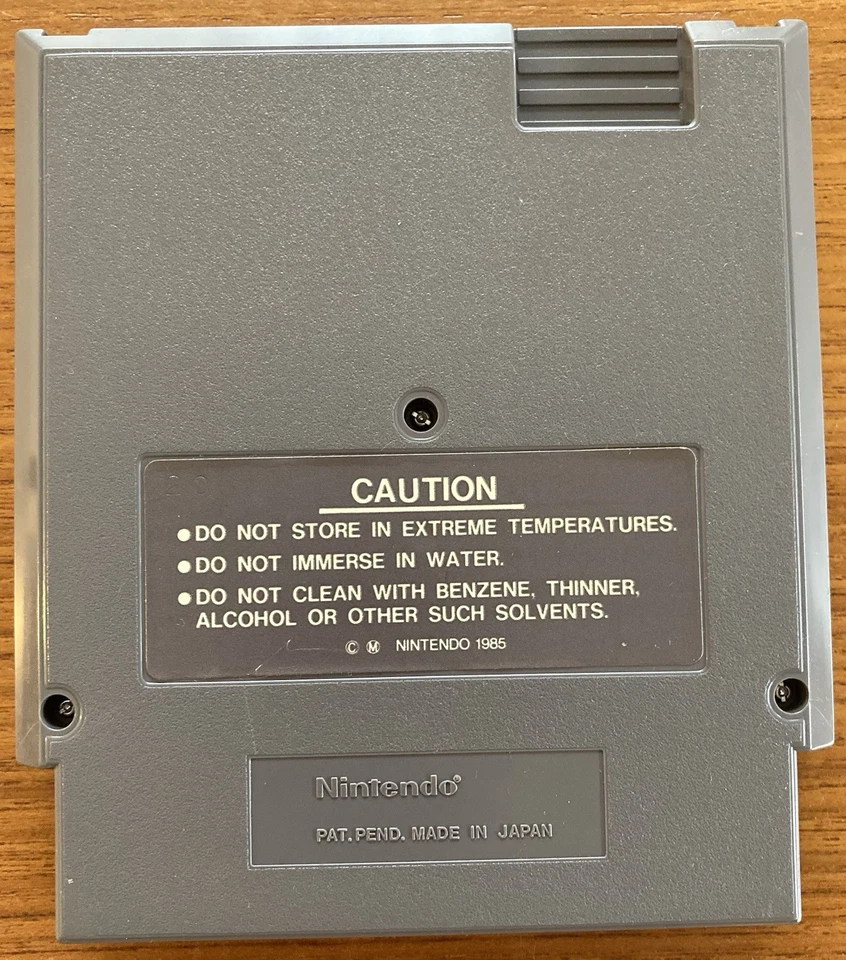 CAUTION
●DO NOT STORE IN EXTREME TEMPERATURES.
●DO NOT IMMERSE IN WATER.
●DO NOT CLEAN WITH BENZENE, THINNER,
ALCOHOL OR OTHER SUCH SOLVENTS.
Ⓒ Ⓜ NINTENDO 1985
Nintendo®
PAT. PEND. MADE IN JAPAN